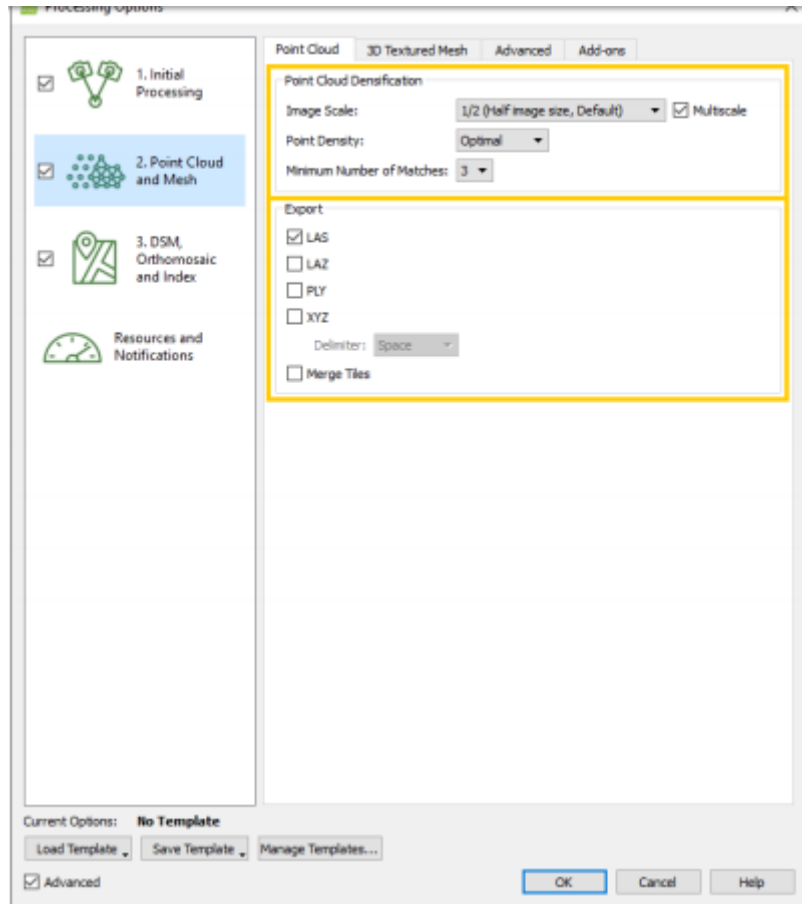 Processing Options
1. Initial
Processing
2. Point Cloud
and Mesh
3. DSM,
Orthomosaic
and Index
Resources and
Notifications
Point Cloud
3D Textured Mesh
Advanced
Add-ons
Point Cloud Densification
Image Scale: 1/2 (Half image size, Default) Multiscale
Point Density: Optimal
Minimum Number of Matches: 3
Export
LAS
LAZ
PLY
XYZ
Delimiter: Space
Merge Tiles
Current Options: No Template
Load Template Save Template Manage Templates...
Advanced
OK Cancel Help